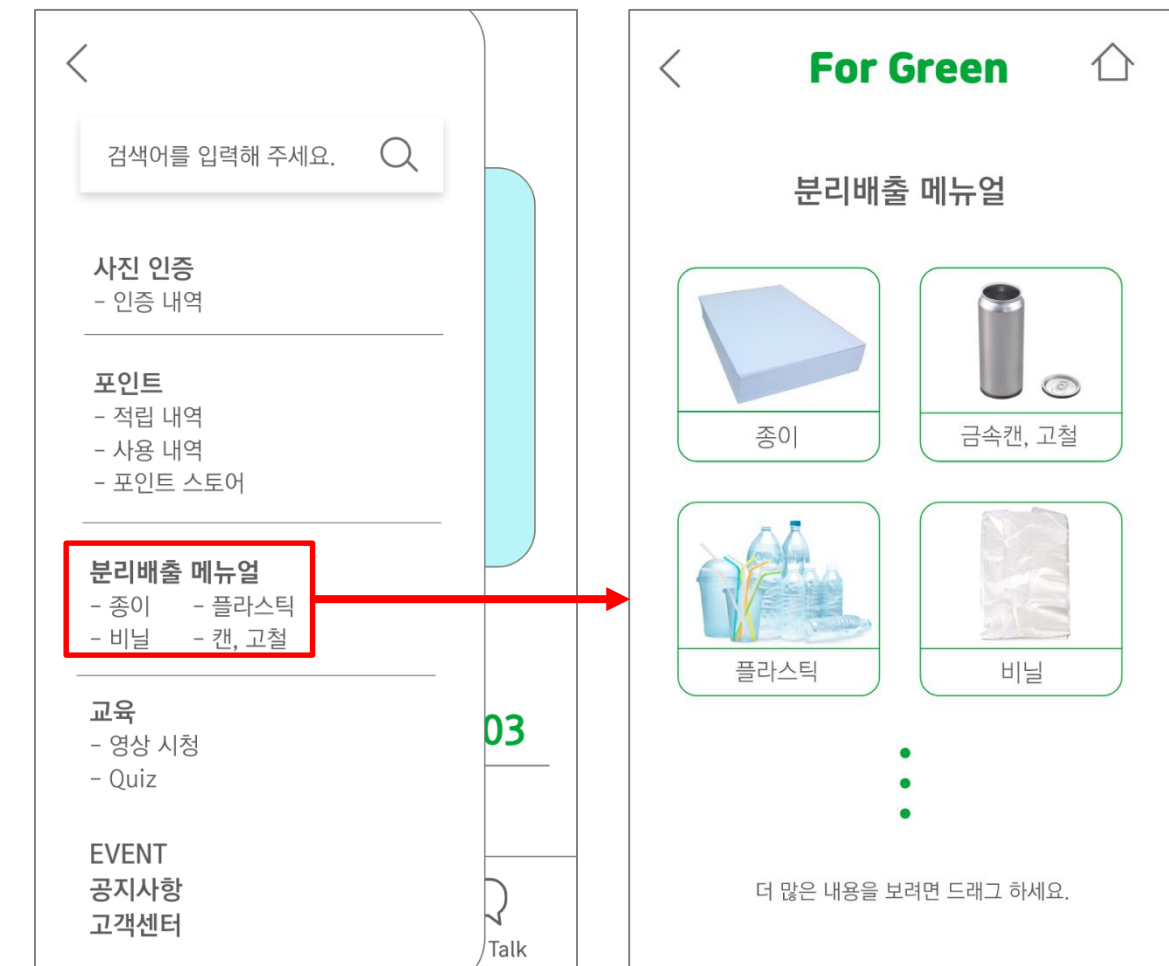 검색어를 입력해 주세요.
사진 인증
- 인증 내역
포인트
- 적립 내역
- 사용 내역
- 포인트 스토어
분리배출 메뉴얼
- 종이 - 플라스틱
- 비닐 - 캔, 고철
교육
- 영상 시청
- Quiz
EVENT
공지사항
고객센터
03
Talk
For Green
분리배출 메뉴얼
종이
금속캔, 고철
플라스틱
비닐
더 많은 내용을 보려면 드래그 하세요.